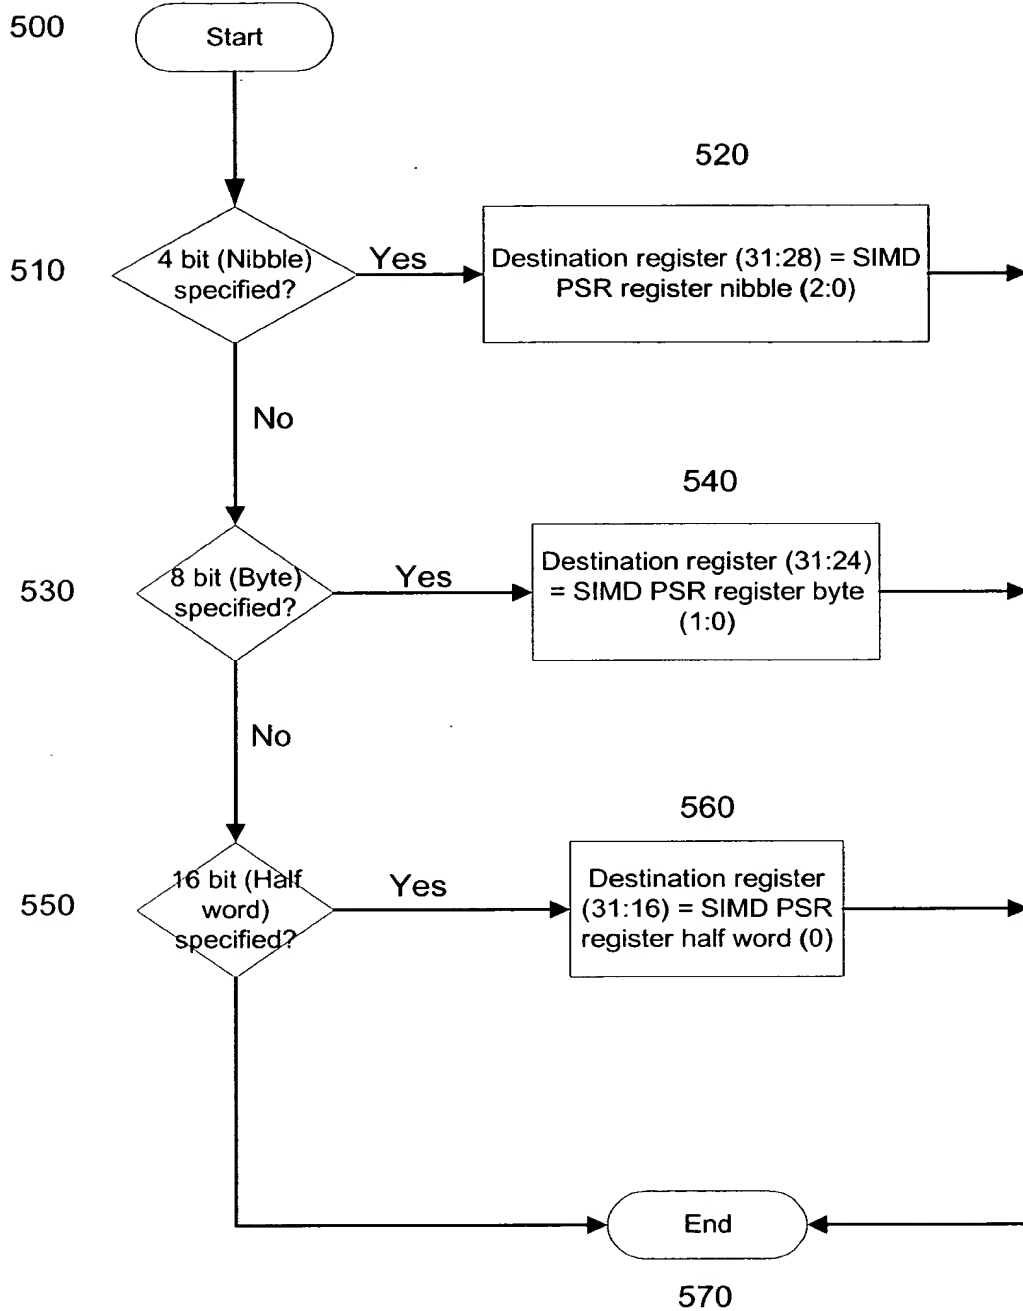 500
Start
520
510
4 bit (Nibble)
specified?
Yes
Destination register (31:28) = SIMD
PSR register nibble (2:0)
No
540
530
8 bit (Byte)
specified?
Yes
Destination register (31:24)
= SIMD PSR register byte
(1:0)
No
560
550
16 bit (Half
word)
specified?
Yes
Destination register
(31:16) = SIMD PSR
register half word (0)
End
570